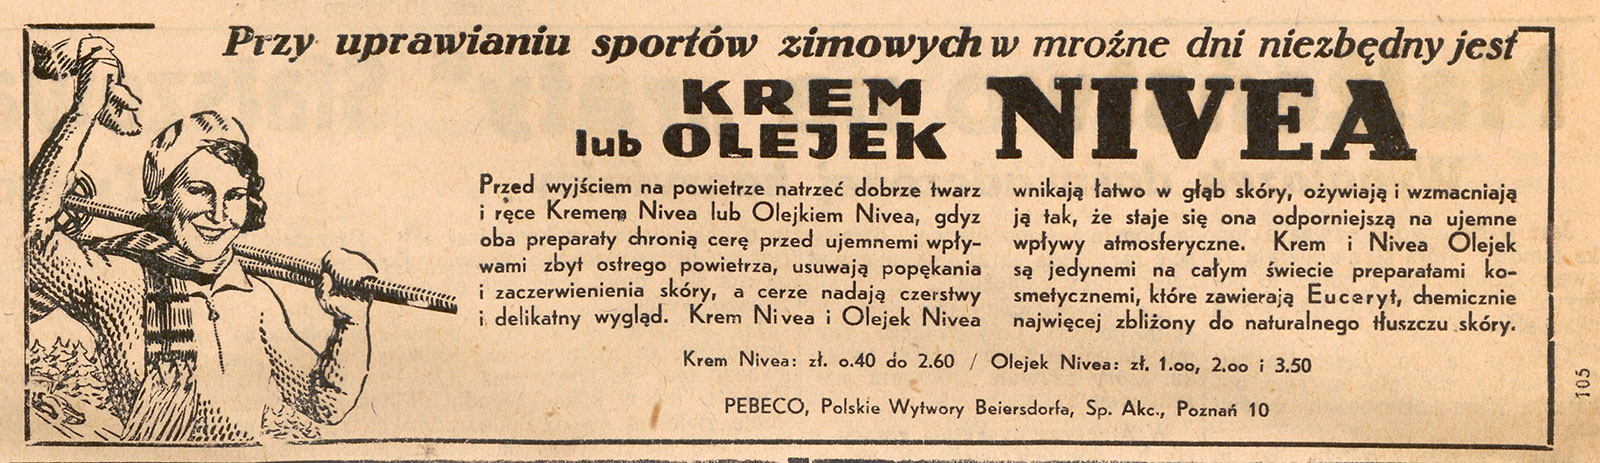 Przy uprawianiu sportów zimowych w mroźne dni niezbędny jest
KREM
lub OLEJEK
NIVEA
Przed wyjściem na powietrze natrzeć dobrze twarz
i ręce Kremem Nivea lub Olejkiem Nivea, gdyz
oba preparaty chronią cerę przed ujemnemi wpły-
wami zbyt ostrego powietrza, usuwają popękania
i zaczerwienienia skóry, a cerze nadają czerstwy
i delikatny wygląd. Krem Nivea i Olejek Nivea
wnikają łatwo w głąb skóry, ożywiają i wzmacniają
ją tak, że staje się ona odporniejszą na ujemne
wpływy atmosferyczne. Krem i Nivea Olejek
są jedynemi na całym świecie preparatami ko-
smetycznemi, które zawierają Euceryt, chemicznie
najwięcej zbliżony do naturalnego tłuszczu skóry.
Krem Nivea: zł. 0.40 do 2.60 / Olejek Nivea: zł. 1.00, 2.00 i 3.50
PEBECO, Polskie Wytwory Beiersdorfa, Sp. Akc., Poznań 10
105